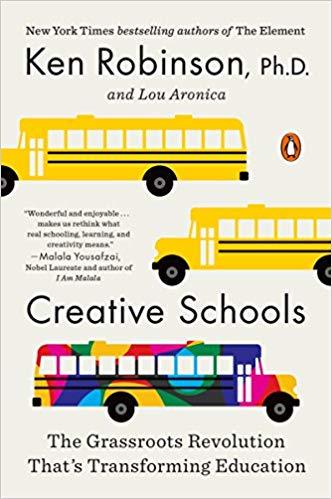 New York Times bestselling authors of The Element
Ken Robinson, Ph.D.
and Lou Aronica
"Wonderful and enjoyable . . .
makes us rethink what
real schooling, learning, and
creativity means."
—Malala Yousafzai,
Nobel Laureate and author of
I Am Malala
Creative Schools
The Grassroots Revolution
That's Transforming Education